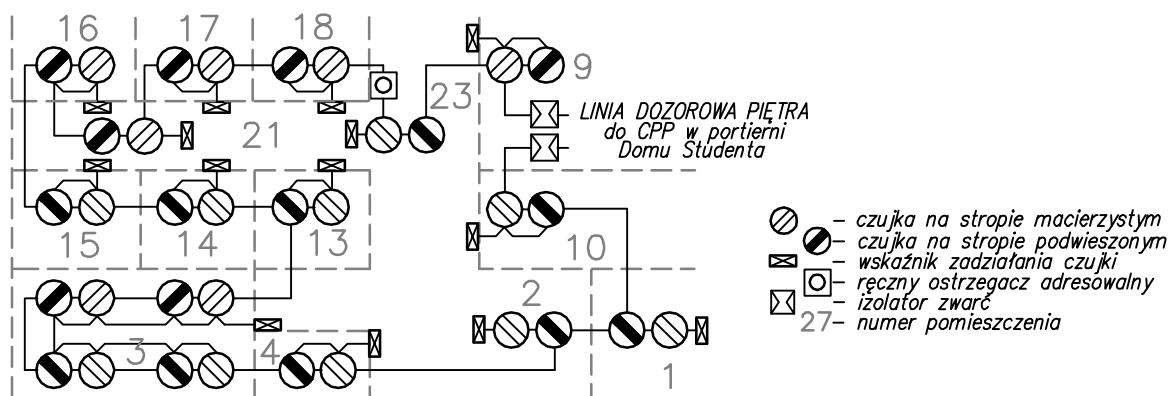 16
17
18
9
23
21
LINIA DOZOROWA PIĘTRA
do CPP w portierni
Domu Studenta
15
14
13
10
2
3
4
1
czujka na stropie macierzystym
czujka na stropie podwieszonym
wskaźnik zadziałania czujki
ręczny ostrzegacz adresowalny
izolator zwarć
27 – numer pomieszczenia